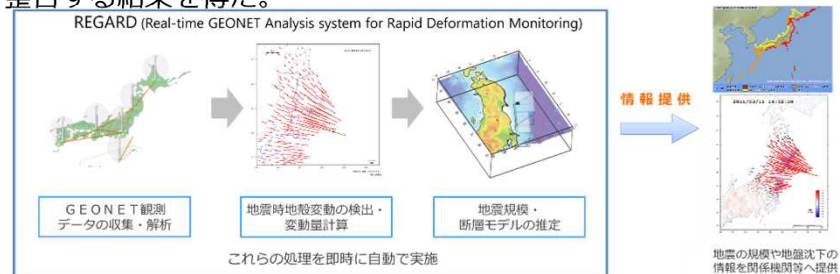 整合する結果を得た。
REGARD (Real-time GEONET Analysis system for Rapid Deformation Monitoring)
GEONET観測
データの収集・解析
地震時地殻変動の検出・
変動量計算
地震規模・
断層モデルの推定
これらの処理を即時に自動で実施
情報提供
地震の規模や地盤沈下の
情報を関係機関等へ提供